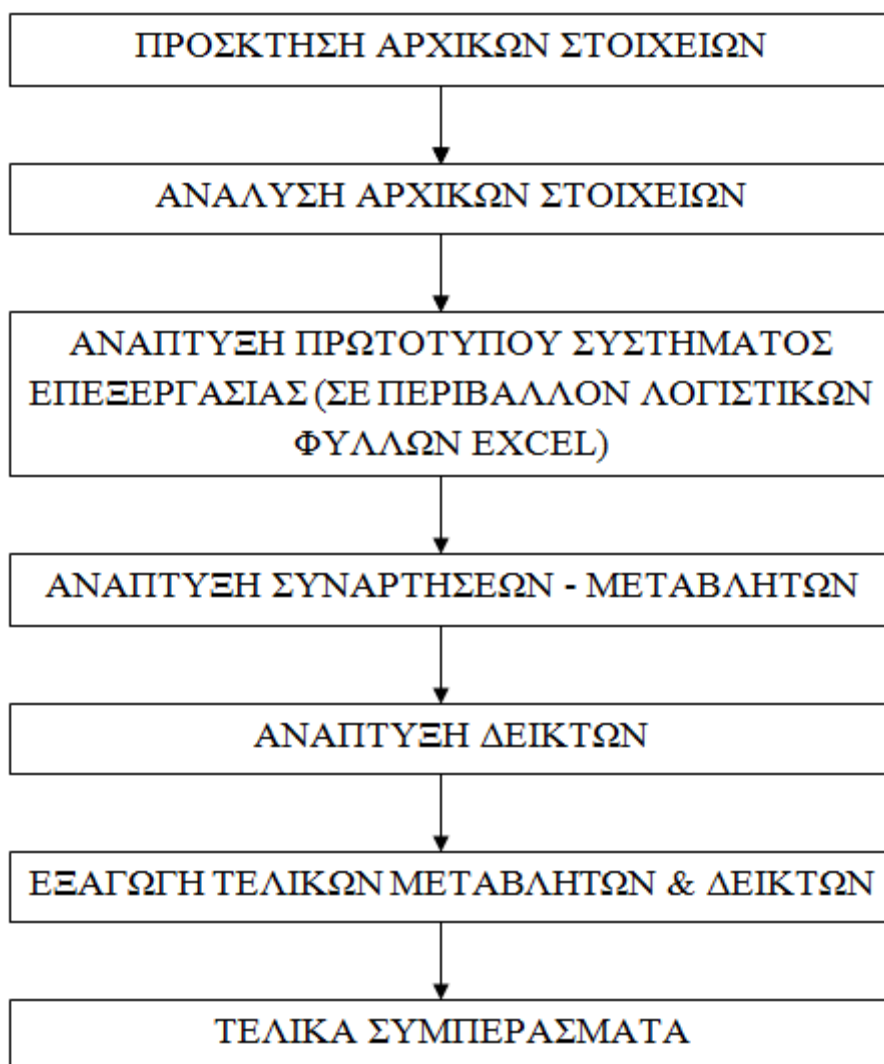 ΠΡΟΣΚΤΗΣΗ ΑΡΧΙΚΩΝ ΣΤΟΙΧΕΙΩΝ
ΑΝΑΛΥΣΗ ΑΡΧΙΚΩΝ ΣΤΟΙΧΕΙΩΝ
ΑΝΑΠΤΥΞΗ ΠΡΩΤΟΤΥΠΟΥ ΣΥΣΤΗΜΑΤΟΣ
ΕΠΕΞΕΡΓΑΣΙΑΣ (ΣΕ ΠΕΡΙΒΑΛΛΟΝ ΛΟΓΙΣΤΙΚΩΝ
ΦΥΛΛΩΝ EXCEL)
ΑΝΑΠΤΥΞΗ ΣΥΝΑΡΤΗΣΕΩΝ - ΜΕΤΑΒΛΗΤΩΝ
ΑΝΑΠΤΥΞΗ ΔΕΙΚΤΩΝ
ΕΞΑΓΩΓΗ ΤΕΛΙΚΩΝ ΜΕΤΑΒΛΗΤΩΝ & ΔΕΙΚΤΩΝ
ΤΕΛΙΚΑ ΣΥΜΠΕΡΑΣΜΑΤΑ